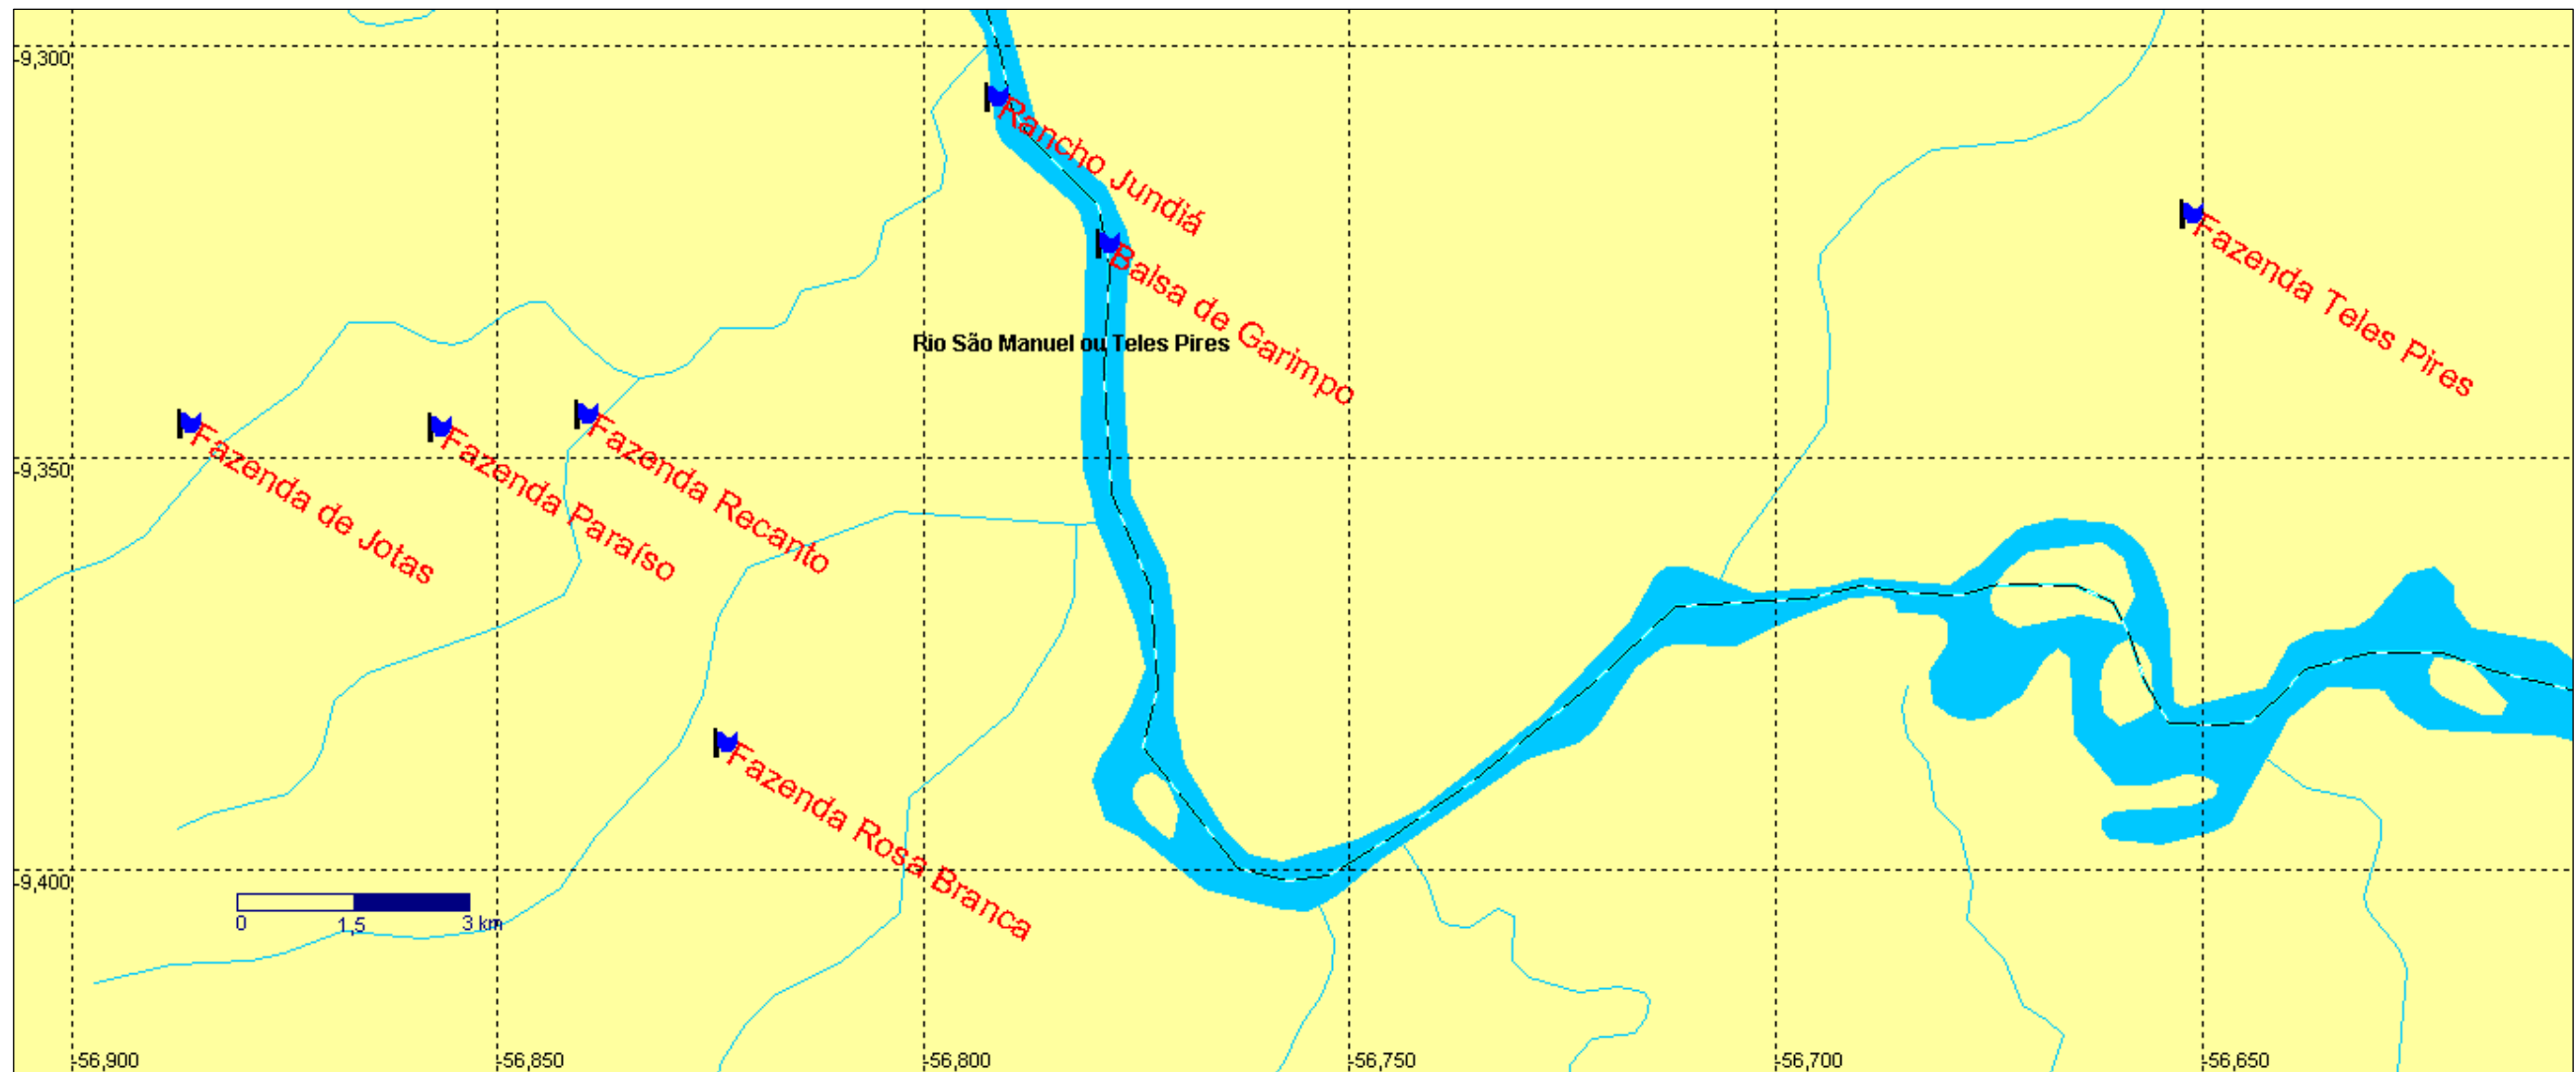 -9,300
Rancho Jundiá
Fazenda Teles Pires
Balsa de Garimpo
Rio São Manuel ou Teles Pires
Fazenda de Jotas
Fazenda Paraíso
Fazenda Recanto
-9,350
Fazenda Rosa Branca
-9,400
0 1,5 3 km
-56,900 -56,850 -56,800 -56,750 -56,700 -56,650